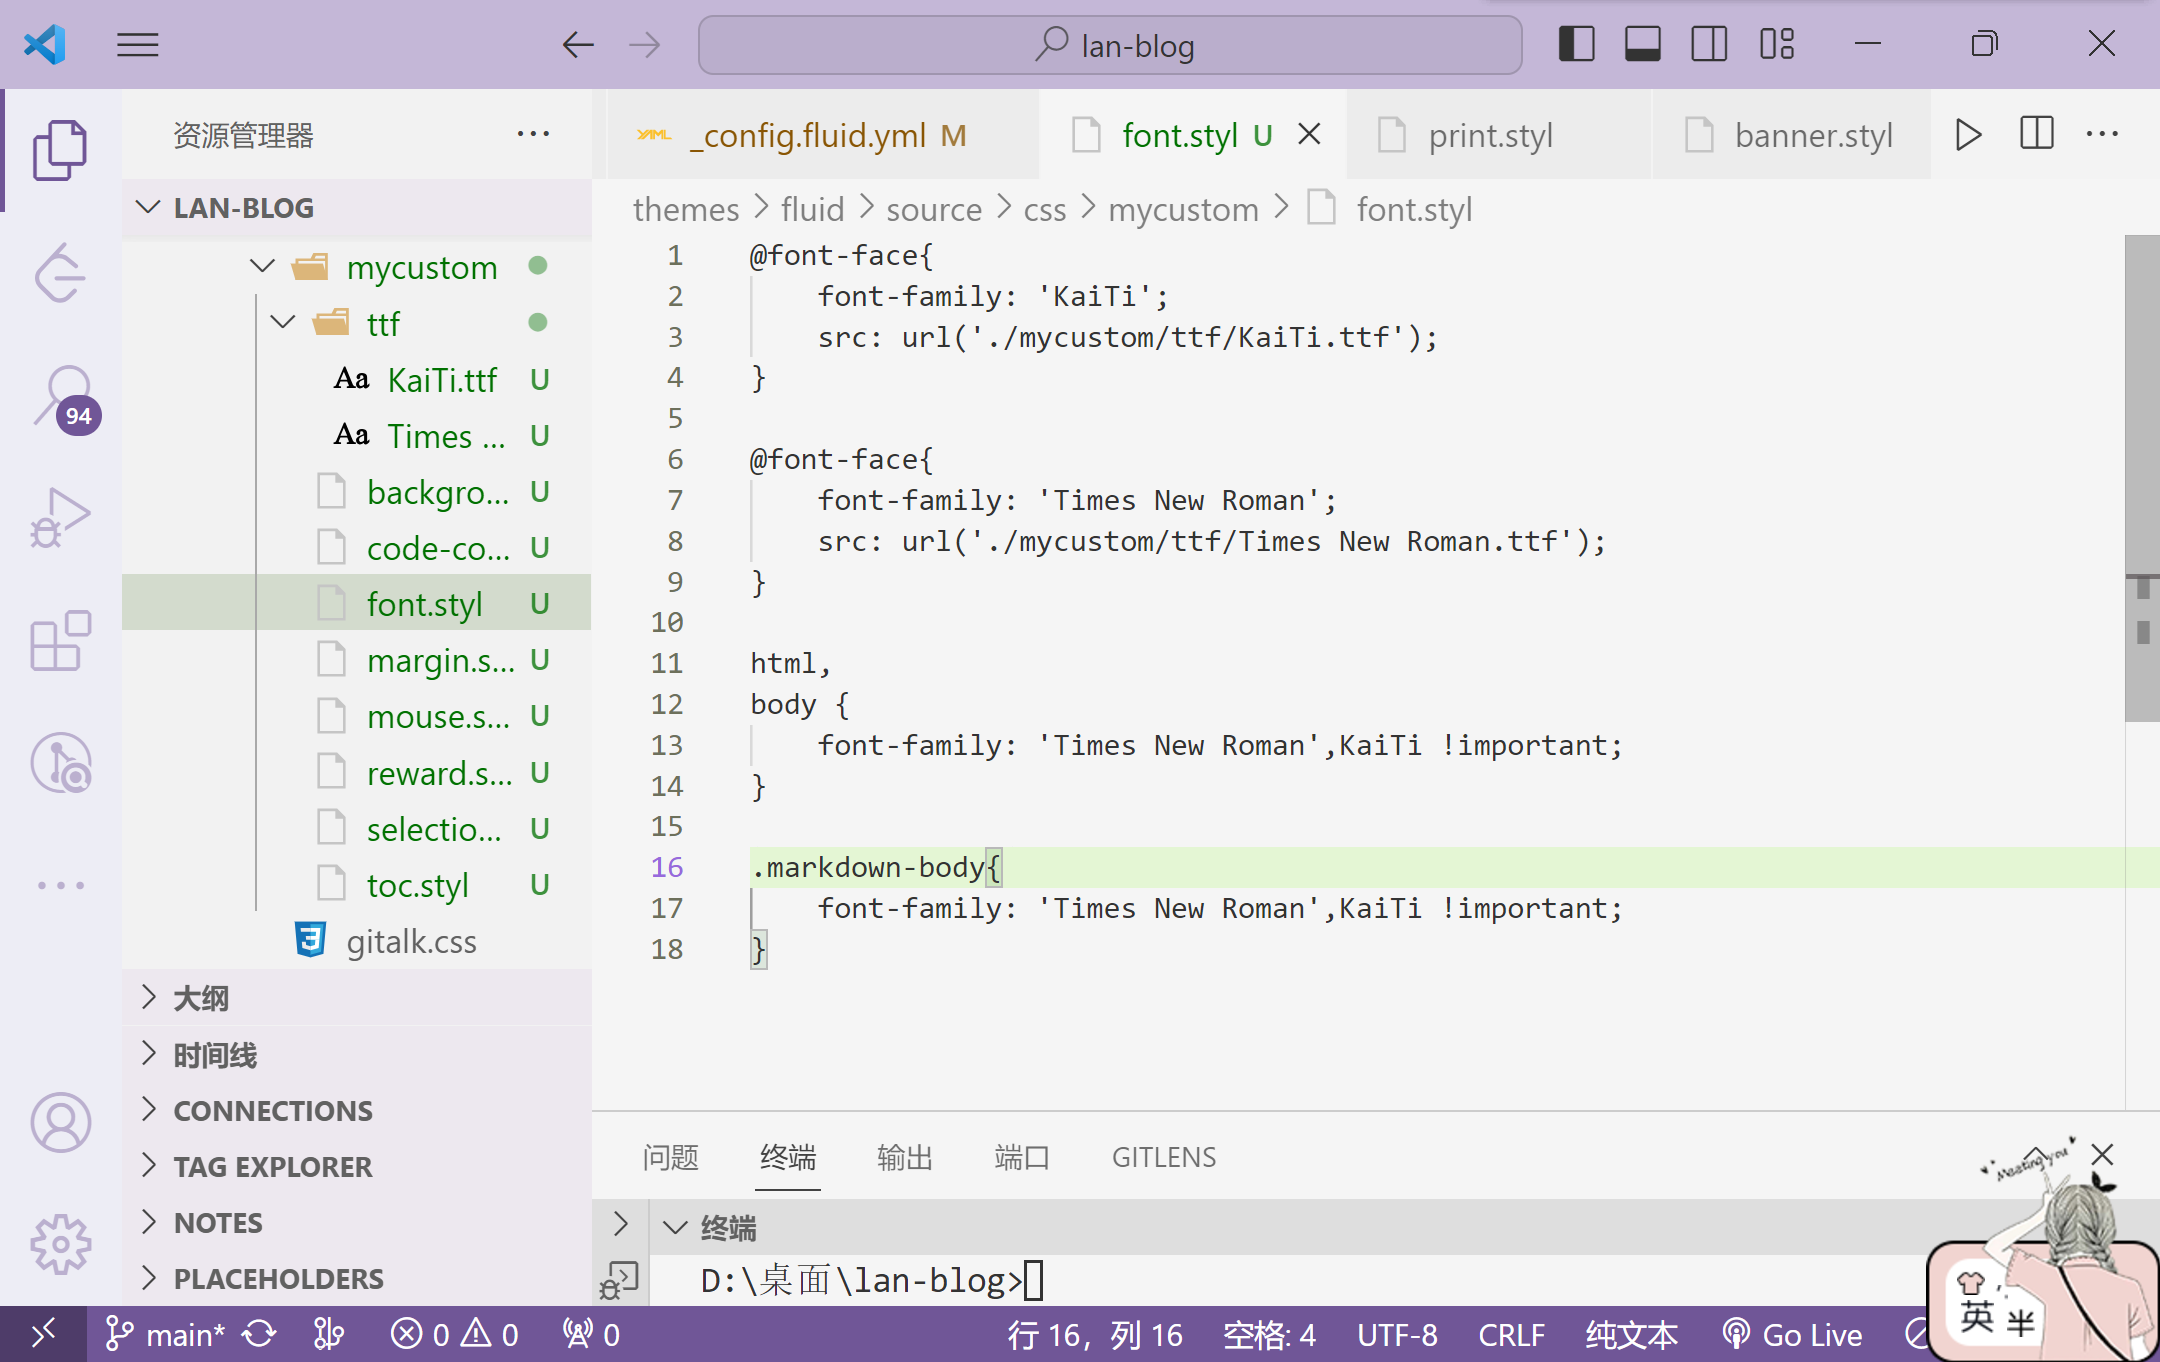 lan-blog
资源管理器
LAN-BLOG
mycustom
ttf
Aa KaiTi.ttf U
Aa Times ... U
backgro... U
code-co... U
font.styl U
margin.s... U
mouse.s... U
reward.s... U
selectio... U
toc.styl U
gitalk.css
大纲
时间线
CONNECTIONS
TAG EXPLORER
NOTES
PLACEHOLDERS
94
YAML _config.fluid.yml M
font.styl U
print.styl
banner.styl
themes > fluid > source > css > mycustom > font.styl
1 @font-face{
2 font-family: 'KaiTi';
3 src: url('./mycustom/ttf/KaiTi.ttf');
4 }
5
6 @font-face{
7 font-family: 'Times New Roman';
8 src: url('./mycustom/ttf/Times New Roman.ttf');
9 }
10
11 html,
12 body {
13 font-family: 'Times New Roman',KaiTi !important;
14 }
15
16 .markdown-body{
17 font-family: 'Times New Roman',KaiTi !important;
18 }
问题 终端 输出 端口 GITLENS
终端
D:\桌面\lan-blog>
Meeting you
英 半
main* 0 0 0
行 16，列 16 空格: 4 UTF-8 CRLF 纯文本 Go Live